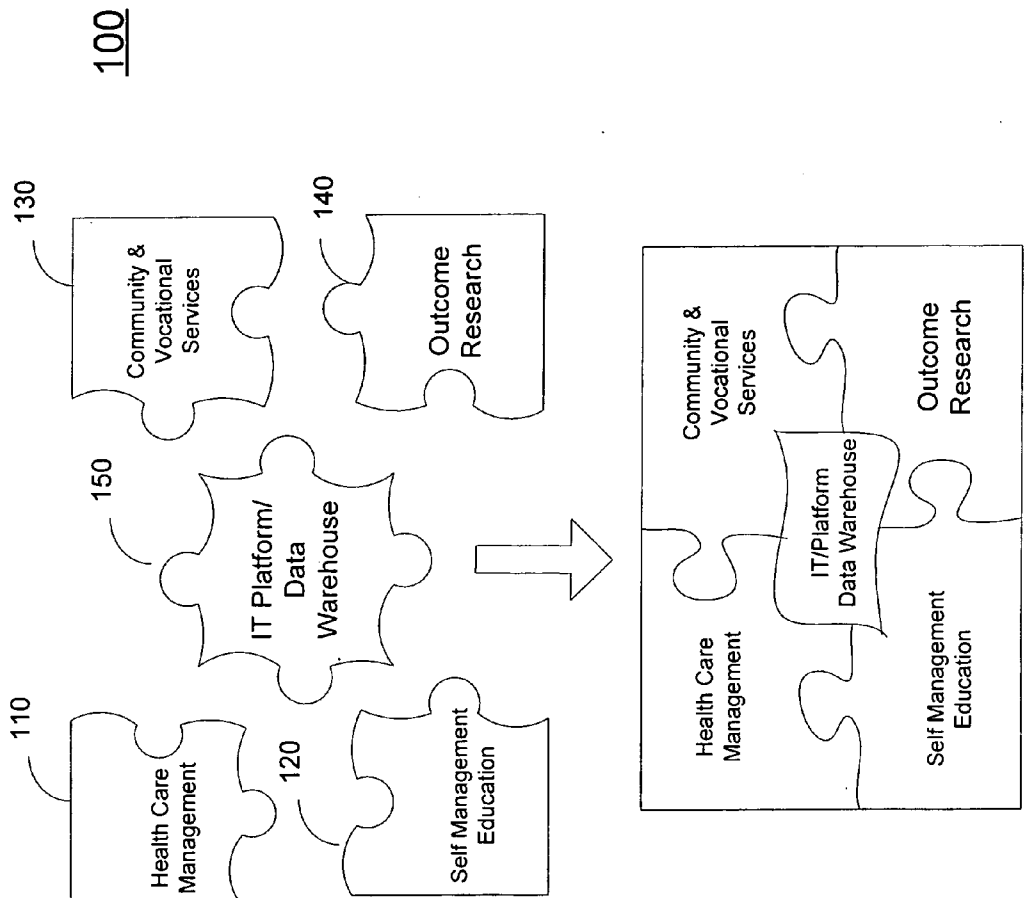 100
110
Health Care
Management
120
Self Management
Education
150
IT Platform/
Data
Warehouse
130
Community &
Vocational
Services
140
Outcome
Research
Health Care
Management
Community &
Vocational
Services
IT/Platform
Data Warehouse
Self Management
Education
Outcome
Research